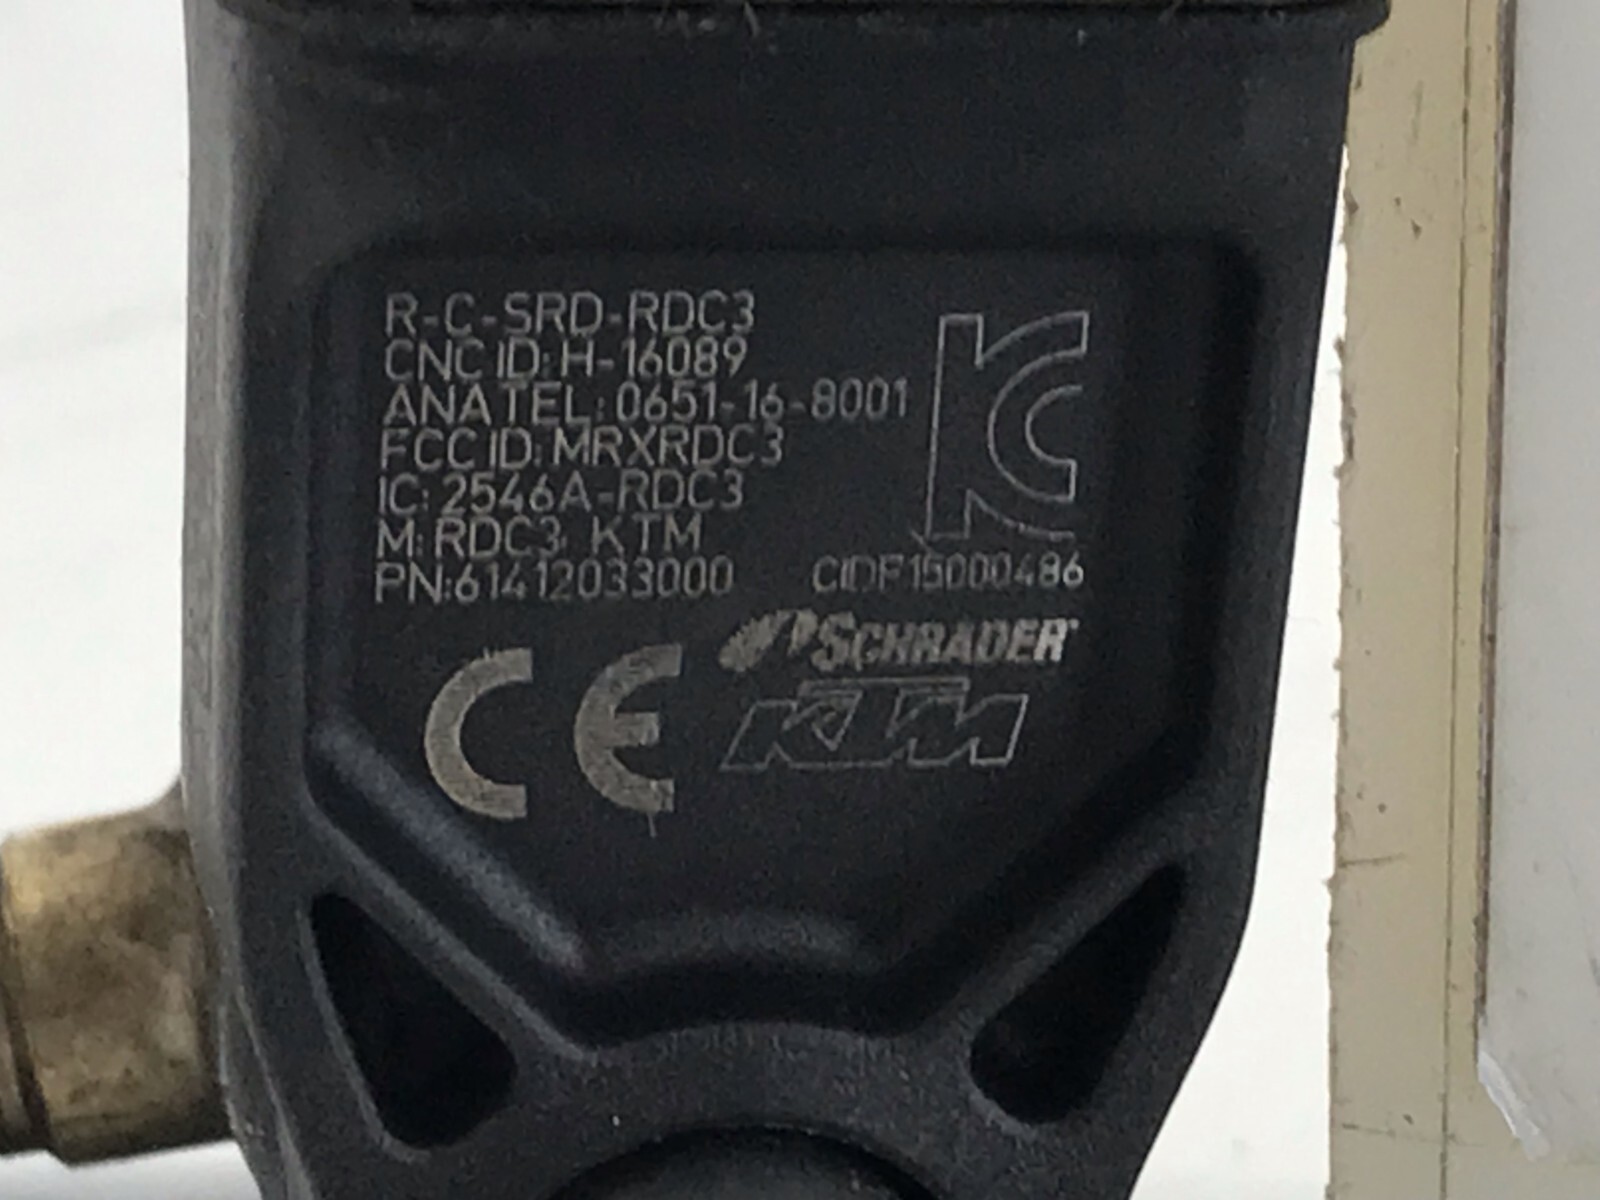 R-C-SRD-RDC3
CNC ID: H-16089
ANATEL: 0651-16-8001
FCC ID: MRXRDC3
IC: 2546A-RDC3
M: RDC3 KTM
PN:61412033000 CIDF15000486
SCHRADER
KTM
CE
KC